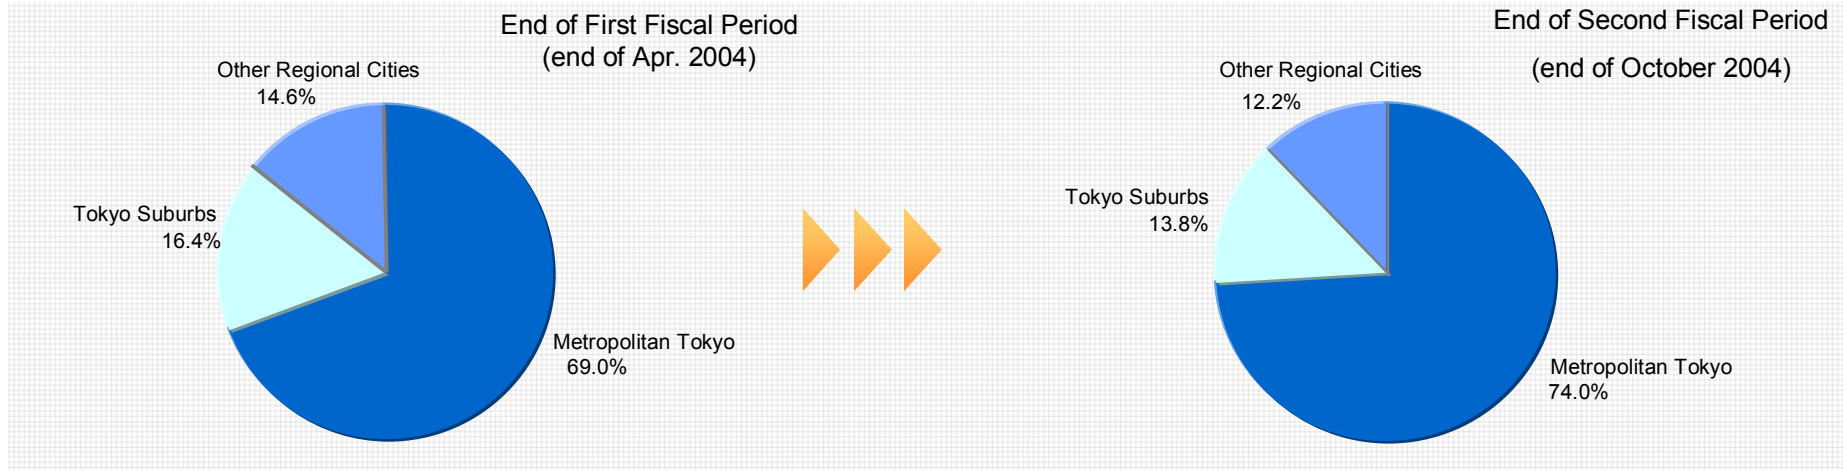 End of First Fiscal Period
(end of Apr. 2004)
Other Regional Cities
14.6%
Tokyo Suburbs
16.4%
Metropolitan Tokyo
69.0%
End of Second Fiscal Period
(end of October 2004)
Other Regional Cities
12.2%
Tokyo Suburbs
13.8%
Metropolitan Tokyo
74.0%